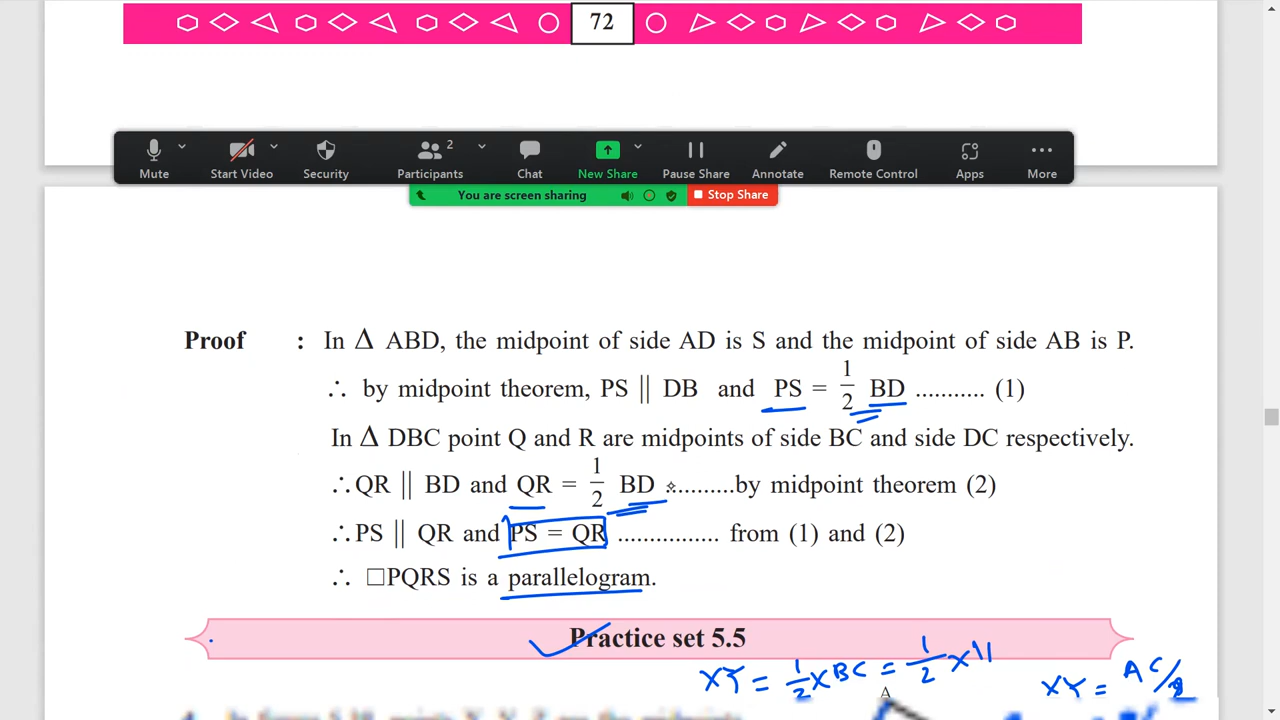 72
Mute
Start Video
Security
Participants
2
Chat
New Share
Pause Share
Annotate
Remote Control
Apps
More
You are screen sharing
Stop Share
Proof : In Δ ABD, the midpoint of side AD is S and the midpoint of side AB is P.
∴ by midpoint theorem, PS || DB and PS = 1/2 BD ........... (1)
In Δ DBC point Q and R are midpoints of side BC and side DC respectively.
∴ QR || BD and QR = 1/2 BD ..........by midpoint theorem (2)
∴ PS || QR and PS = QR ................ from (1) and (2)
∴ □PQRS is a parallelogram.
Practice set 5.5
XY = 1/2 x BC = 1/2 x 11
XY = AC/2
A